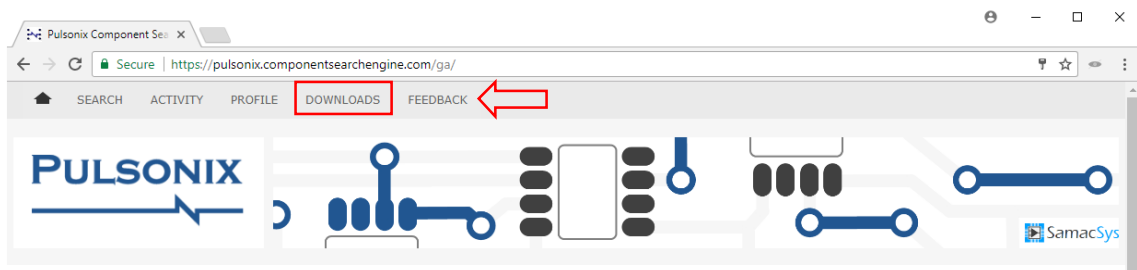 Pulsonix Component Sea
Secure | https://pulsonix.componentsearchengine.com/ga/
SEARCH ACTIVITY PROFILE DOWNLOADS FEEDBACK
PULSONIX
SamacSys